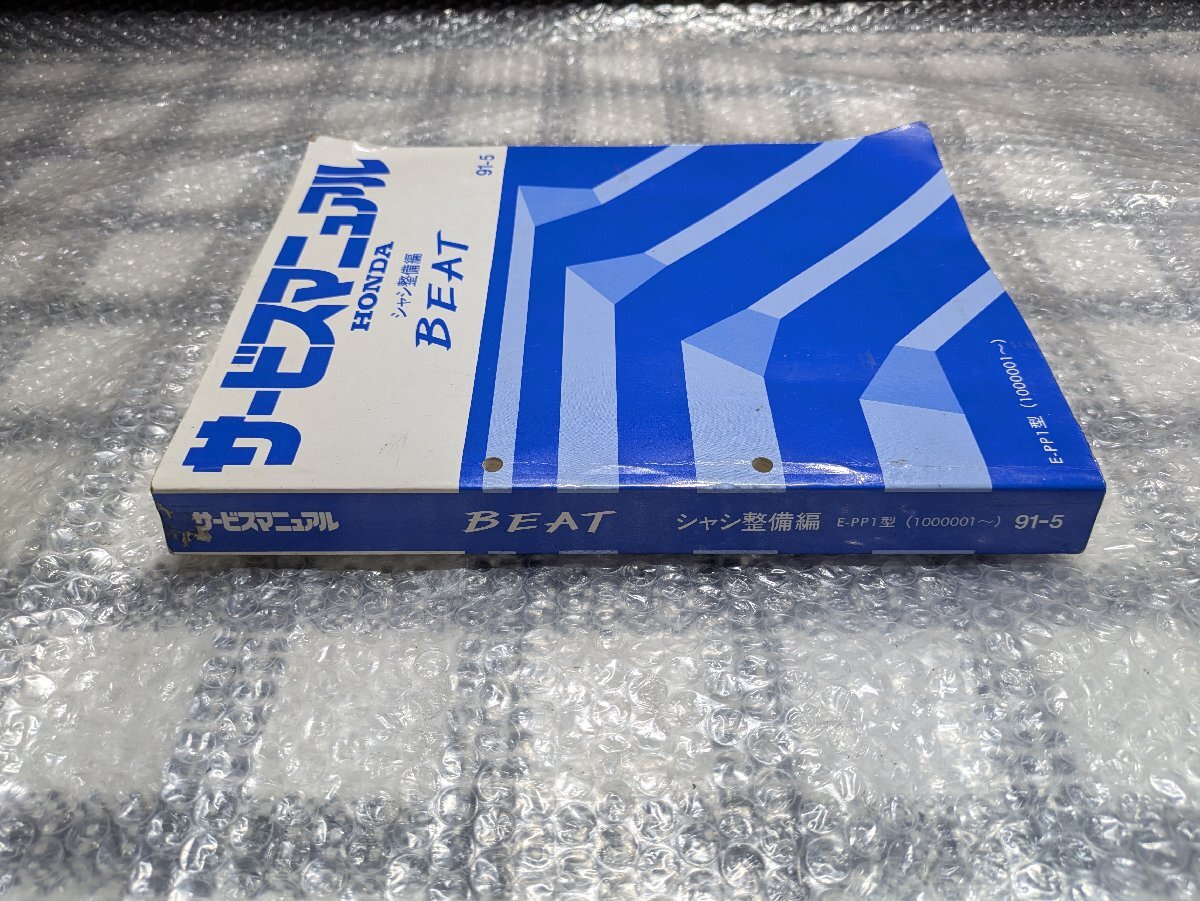 サービスマニュアル
HONDA
シャシ整備編
BEAT
91-5
E-PP1型 (1000001～)
サービスマニュアル BEAT シャシ整備編 E-PP1型 (1000001～) 91-5